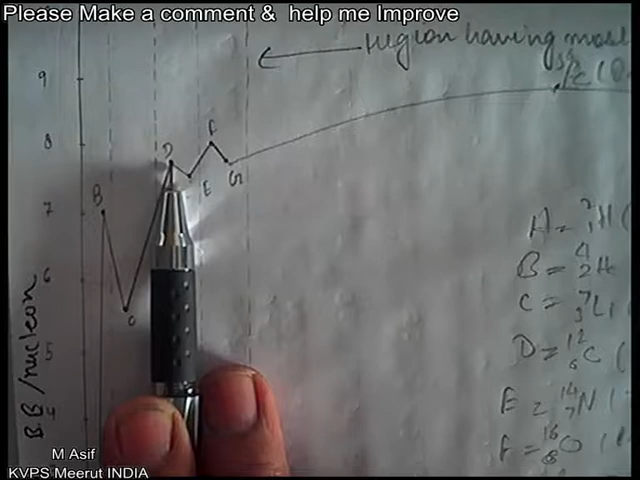 Please Make a comment & help me Improve
region having most
9
8
7
6
5
4
B.E/nucleon
B
C
D
E
F
G
A = ²₁H (
B = ⁴₂H
C = ⁷₃Li
D = ¹²₆C (
E = ¹⁴₇N (
F = ¹⁶₈O (
M Asif
KVPS Meerut INDIA